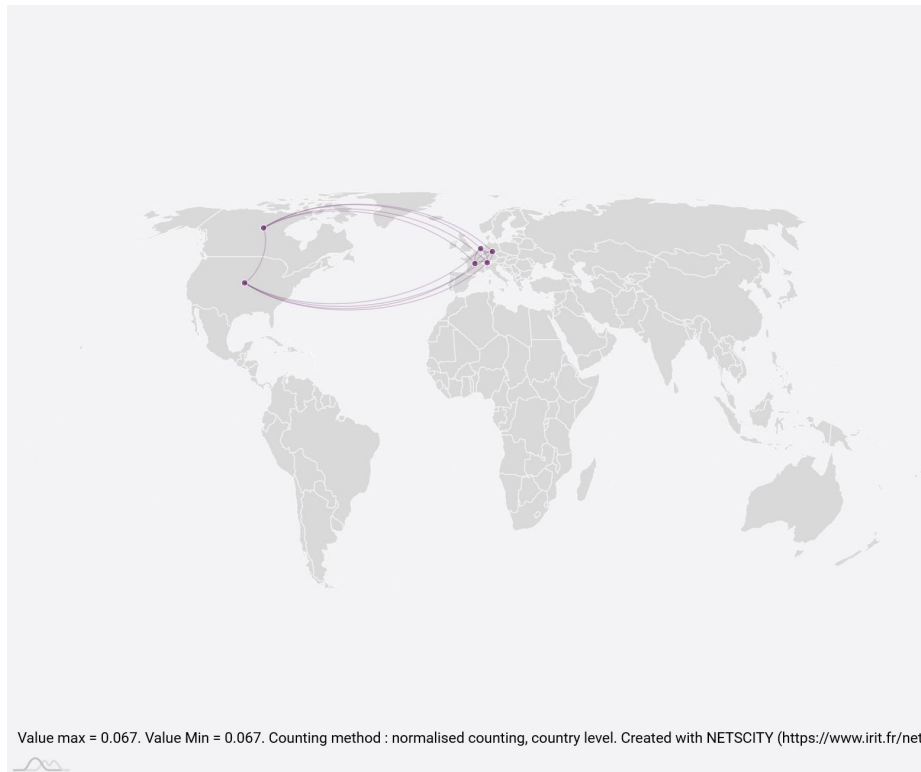 Value max = 0.067. Value Min = 0.067. Counting method : normalised counting, country level. Created with NETSCITY (https://www.irit.fr/net